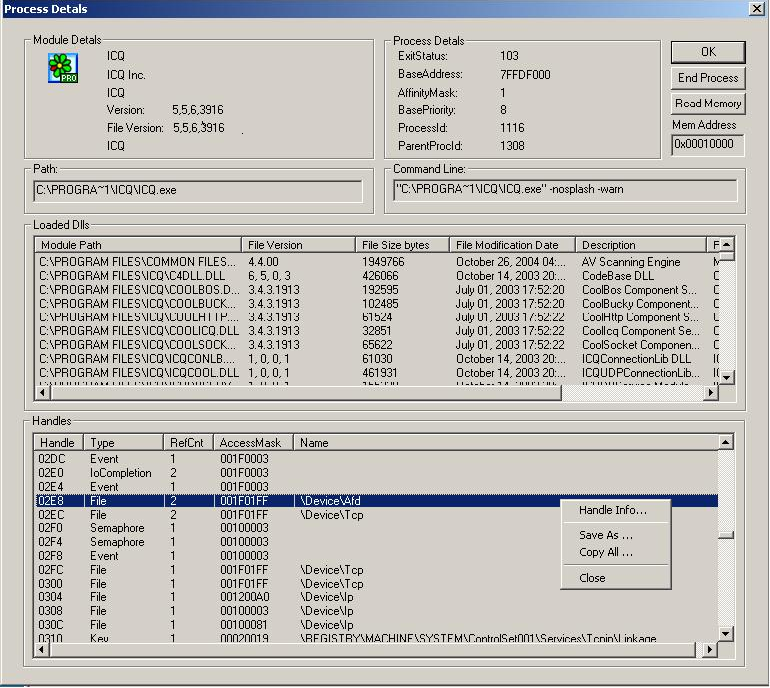 Process Detals
Module Detals
ICQ
ICQ Inc.
ICQ
Version: 5,5,6,3916
File Version: 5,5,6,3916
ICQ
PRO
Process Detals
ExitStatus: 103
BaseAddress: 7FFDF000
AffinityMask: 1
BasePriority: 8
ProcessId: 1116
ParentProcId: 1308
OK
End Process
Read Memory
Mem Address
0x00010000
Path:
C:\PROGRA~1\ICQ\ICQ.exe
Command Line:
"C:\PROGRA~1\ICQ\ICQ.exe" -nosplash -warn
Loaded Dlls
Module Path File Version File Size bytes File Modification Date Description F
C:\PROGRAM FILES\COMMON FILES... 4.4.00 1949766 October 26, 2004 04:... AV Scanning Engine
C:\PROGRAM FILES\ICQ\C4DLL.DLL 6, 5, 0, 3 426066 October 14, 2003 20:... CodeBase DLL
C:\PROGRAM FILES\ICQ\COOLBOS.D... 3.4.3.1913 192595 July 01, 2003 17:52:20 CoolBos Component S...
C:\PROGRAM FILES\ICQ\COOLBUCK... 3.4.3.1913 102485 July 01, 2003 17:52:20 CoolBucky Component...
C:\PROGRAM FILES\ICQ\COOLHTTP.... 3.4.3.1913 61524 July 01, 2003 17:52:22 CoolHttp Component S...
C:\PROGRAM FILES\ICQ\COOLICQ.DLL 3.4.3.1913 32851 July 01, 2003 17:52:22 CoolIcq Component Se...
C:\PROGRAM FILES\ICQ\COOLSOCK... 3.4.3.1913 65622 July 01, 2003 17:52:22 CoolSocket Componen...
C:\PROGRAM FILES\ICQ\ICQCONLB.... 1, 0, 0, 1 61030 October 14, 2003 20:... ICQConnectionLib DLL
C:\PROGRAM FILES\ICQ\ICQCOOL.DLL 1, 0, 0, 1 461931 October 14, 2003 20:... ICQUDPConnectionLib...
Handles
Handle Type RefCnt AccessMask Name
02DC Event 1 001F0003
02E0 IoCompletion 2 001F0003
02E4 Event 1 001F0003
02E8 File 2 001F01FF \Device\Afd
02EC File 2 001F01FF \Device\Tcp
02F0 Semaphore 1 00100003
02F4 Semaphore 1 00100003
02F8 Event 1 00100003
02FC File 1 001F01FF \Device\Tcp
0300 File 1 001F01FF \Device\Tcp
0304 File 1 001200A0 \Device\Ip
0308 File 1 00100003 \Device\Ip
030C File 1 00100081 \Device\Ip
0310 Key 1 00020019 \REGISTRY\MACHINE\SYSTEM\ControlSet001\Services\Tcpip\Linkage
Handle Info...
Save As ...
Copy All ...
Close